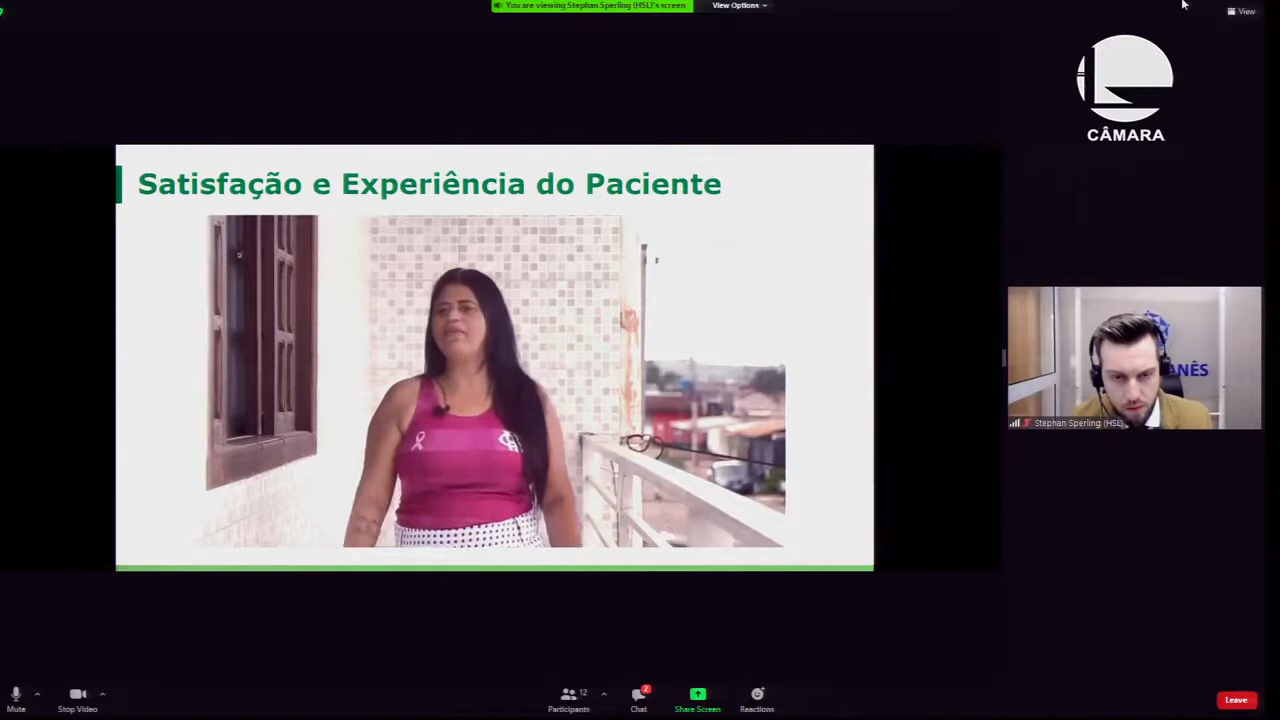 You are viewing Stephan Sperling (HSL)'s screen
View Options
View
CÂMARA
Satisfação e Experiência do Paciente
ANÊS
Stephan Sperling (HSL)
Mute
Stop Video
Participants
12
Chat
2
Share Screen
Reactions
Leave